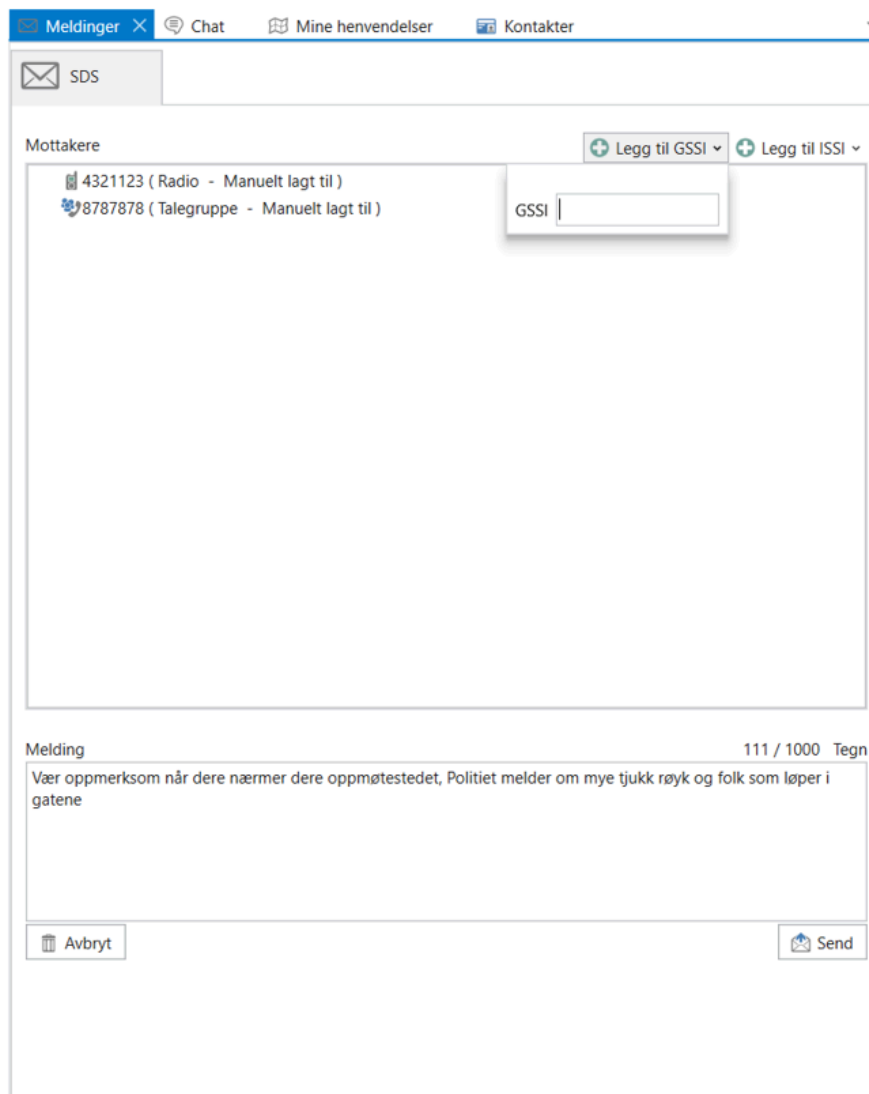 Meldinger Chat Mine henvendelser Kontakter
SDS
Mottakere Legg til GSSI Legg til ISSI
4321123 ( Radio - Manuelt lagt til )
8787878 ( Talegruppe - Manuelt lagt til )
GSSI
Melding 111 / 1000 Tegn
Vær oppmerksom når dere nærmer dere oppmøtestedet, Politiet melder om mye tjukk røyk og folk som løper i
gatene
Avbryt Send